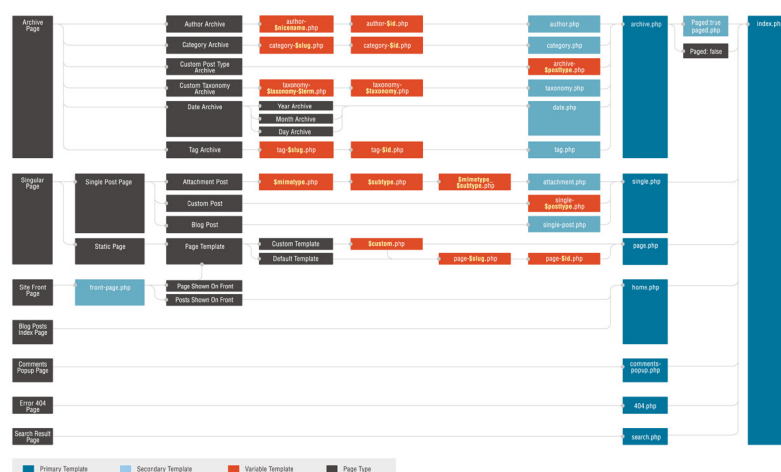 Archive
Page
Author Archive
author-
$nicename.php
author-$id.php
author.php
archive.php
Paged:true
paged.php
index.php
Category Archive
category-$slug.php
category-$id.php
category.php
Paged: false
Custom Post Type
Archive
archive-
$posttype.php
Custom Taxonomy
Archive
taxonomy-
$taxonomy-$term.php
taxonomy-
$taxonomy.php
taxonomy.php
Date Archive
Year Archive
date.php
Month Archive
Day Archive
Tag Archive
tag-$slug.php
tag-$id.php
tag.php
Singular
Page
Single Post Page
Attachment Post
$mimetype.php
$subtype.php
$mimetype_
$subtype.php
attachment.php
single.php
Custom Post
single-
$posttype.php
Blog Post
single-post.php
Static Page
Page Template
Custom Template
$custom.php
page.php
Default Template
page-$slug.php
page-$id.php
Site Front
Page
front-page.php
Page Shown On Front
home.php
Posts Shown On Front
Blog Posts
Index Page
Comments
Popup Page
comments-
popup.php
Error 404
Page
404.php
Search Result
Page
search.php
Primary Template
Secondary Template
Variable Template
Page Type